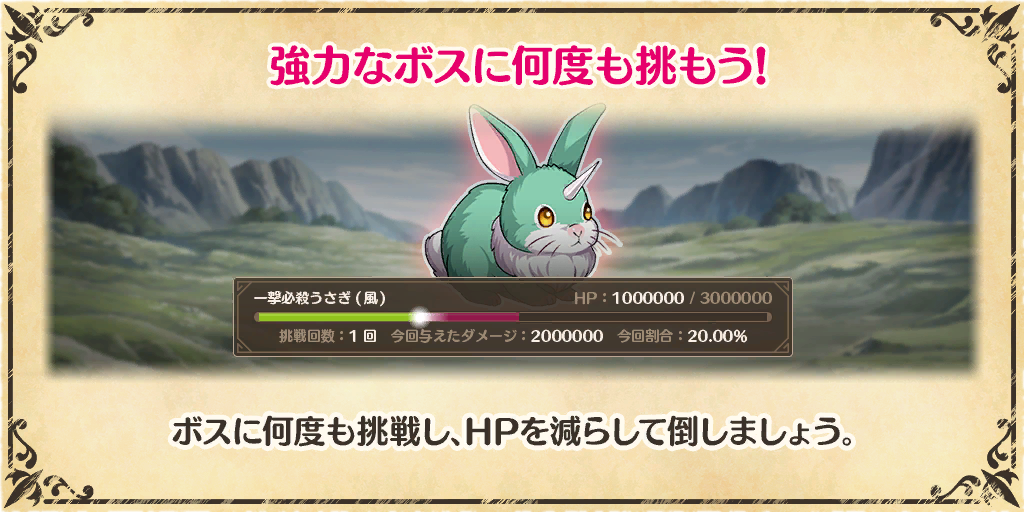 強力なボスに何度も挑もう!
一撃必殺うさぎ(風) HP:1000000 / 3000000
挑戦回数:1 回 今回与えたダメージ:2000000 今回割合:20.00%
ボスに何度も挑戦し、HPを減らして倒しましょう。